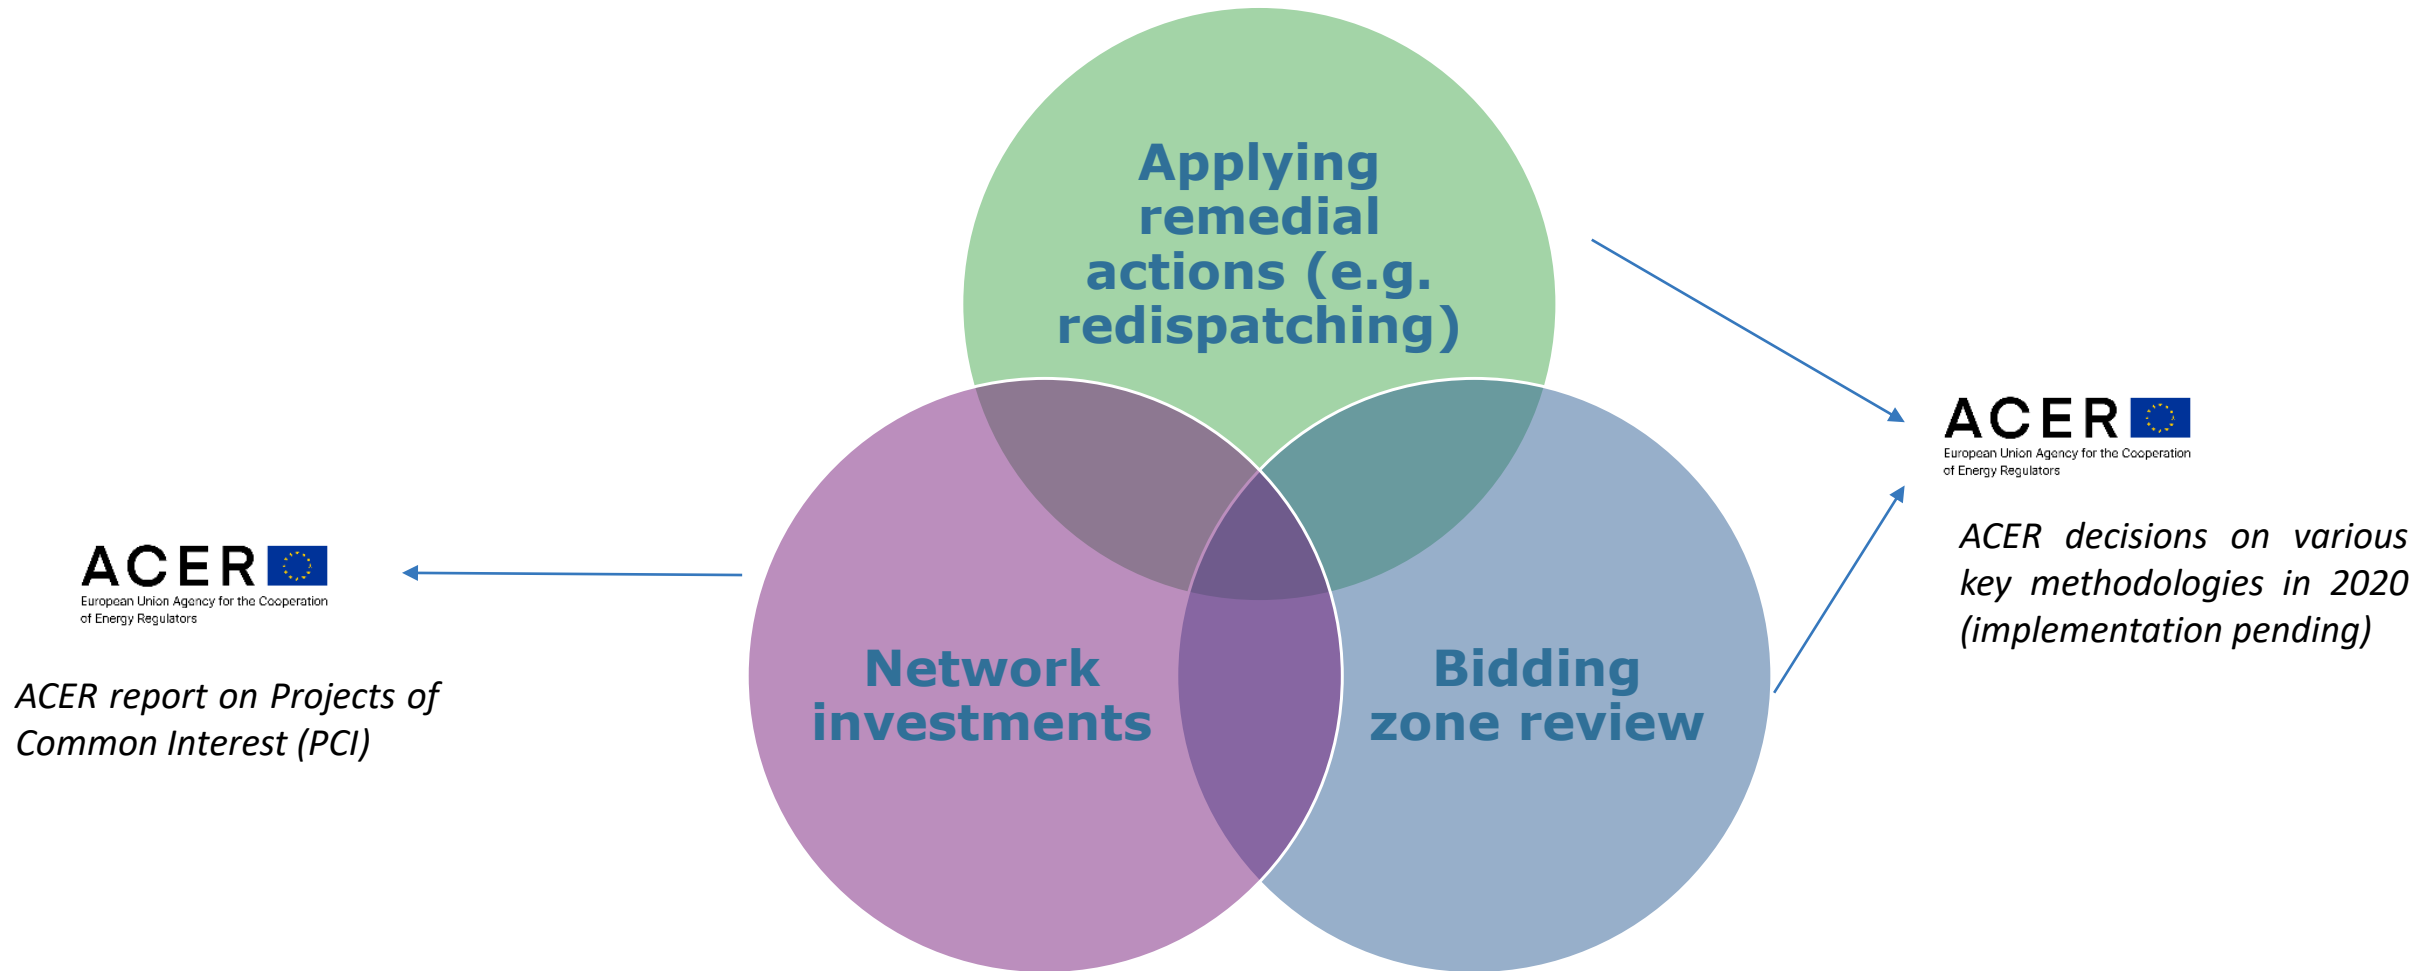 Applying
remedial
actions (e.g.
redispatching)
Network
investments
Bidding
zone review
ACER
European Union Agency for the Cooperation
of Energy Regulators
ACER report on Projects of
Common Interest (PCI)
ACER
European Union Agency for the Cooperation
of Energy Regulators
ACER decisions on various
key methodologies in 2020
(implementation pending)